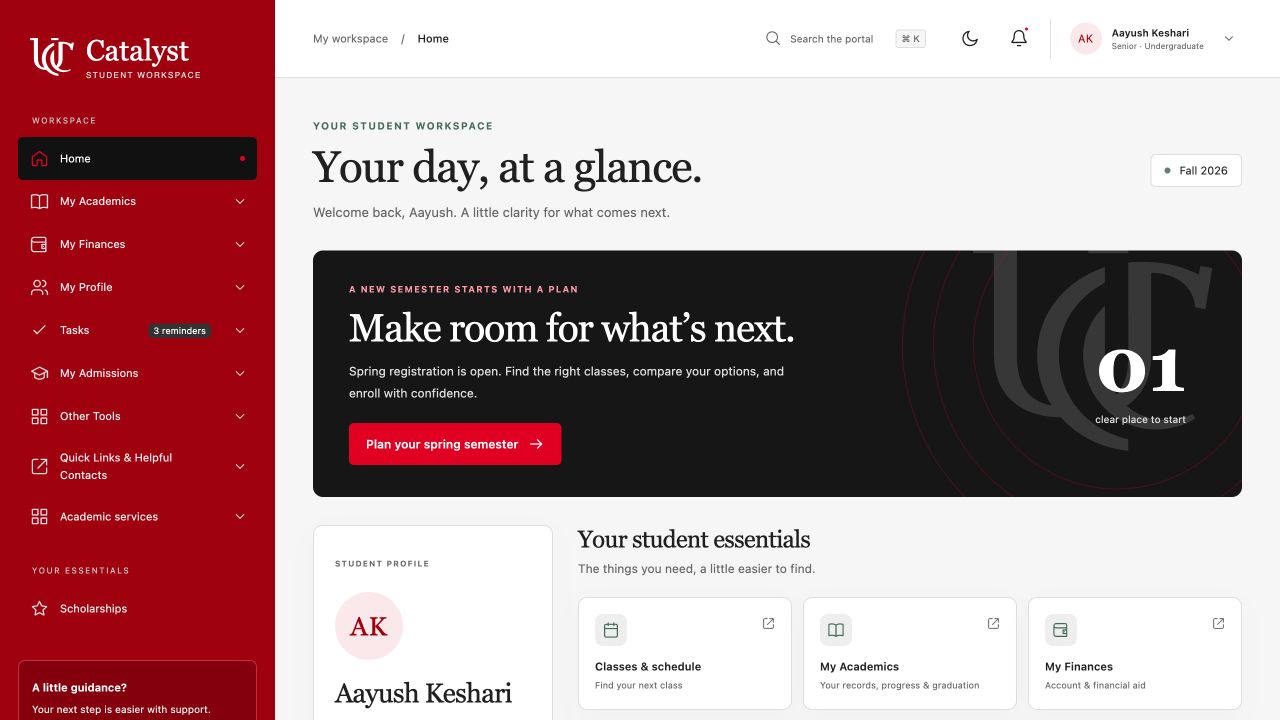 UC Catalyst
STUDENT WORKSPACE
WORKSPACE
Home
My Academics
My Finances
My Profile
Tasks
3 reminders
My Admissions
Other Tools
Quick Links & Helpful
Contacts
Academic services
YOUR ESSENTIALS
Scholarships
A little guidance?
Your next step is easier with support.
My workspace / Home
Search the portal
⌘ K
AK
Aayush Keshari
Senior · Undergraduate
YOUR STUDENT WORKSPACE
Your day, at a glance.
Welcome back, Aayush. A little clarity for what comes next.
Fall 2026
A NEW SEMESTER STARTS WITH A PLAN
Make room for what’s next.
Spring registration is open. Find the right classes, compare your options, and
enroll with confidence.
Plan your spring semester
UC
01
clear place to start
STUDENT PROFILE
AK
Aayush Keshari
Your student essentials
The things you need, a little easier to find.
Classes & schedule
Find your next class
My Academics
Your records, progress & graduation
My Finances
Account & financial aid